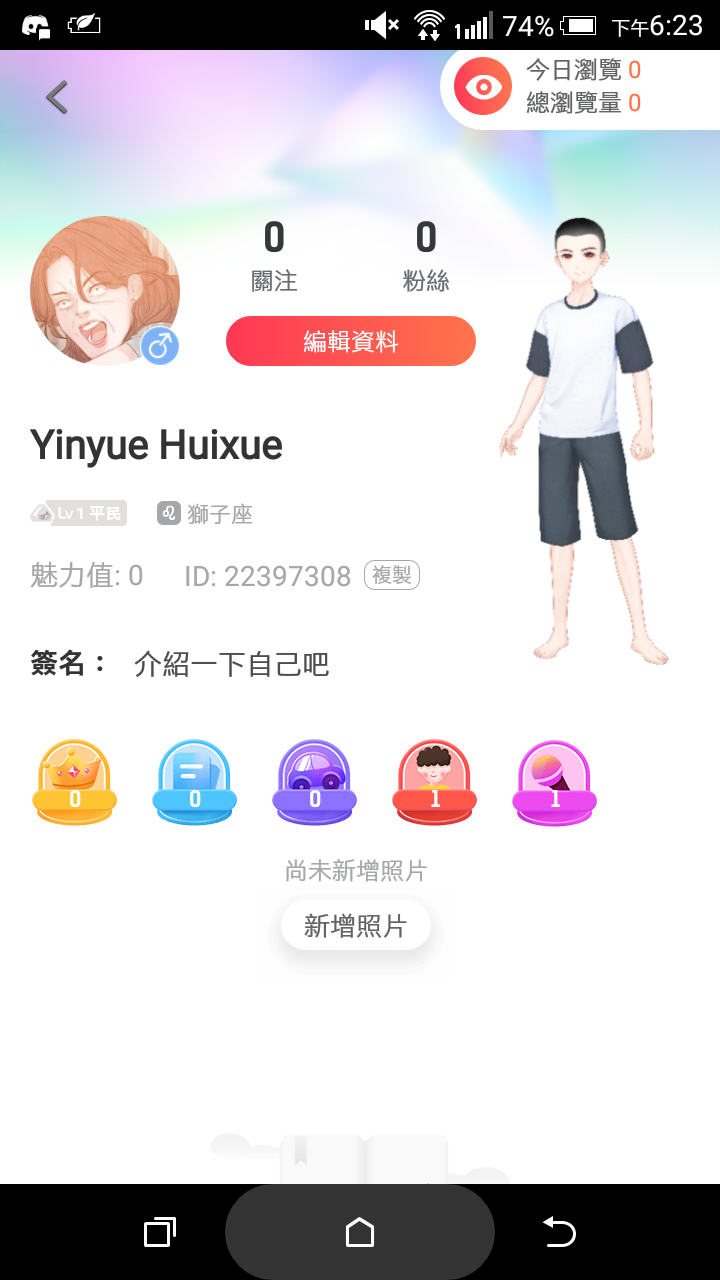 74% 下午6:23
今日瀏覽 0
總瀏覽量 0
0 0
關注 粉絲
編輯資料
Yinyue Huixue
Lv 1 平民 獅子座
魅力值: 0 ID: 22397308 複製
簽名： 介紹一下自己吧
0 0 0 1 1
尚未新增照片
新增照片